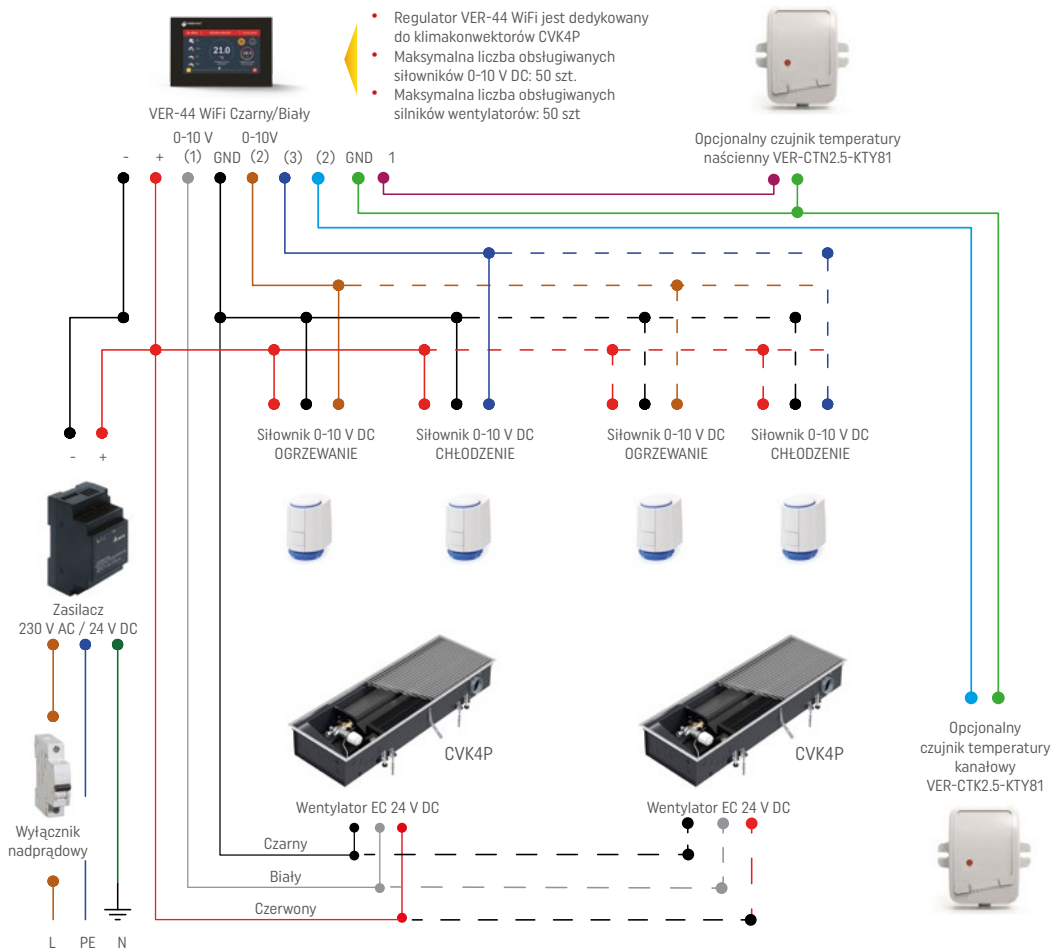 • Regulator VER-44 WiFi jest dedykowany
do klimakonwektorów CVK4P
• Maksymalna liczba obsługiwanych
siłowników 0-10 V DC: 50 szt.
• Maksymalna liczba obsługiwanych
silników wentylatorów: 50 szt
21.0
VER-44 WiFi Czarny/Biały
Opcjonalny czujnik temperatury
naścienny VER-CTN2.5-KTY81
0-10 V 0-10V
- + (1) GND (2) (3) (2) GND 1
Siłownik 0-10 V DC
OGRZEWANIE
Siłownik 0-10 V DC
CHŁODZENIE
Siłownik 0-10 V DC
OGRZEWANIE
Siłownik 0-10 V DC
CHŁODZENIE
- +
Zasilacz
230 V AC / 24 V DC
CVK4P
CVK4P
Opcjonalny
czujnik temperatury
kanałowy
VER-CTK2.5-KTY81
Wentylator EC 24 V DC
Wentylator EC 24 V DC
Wyłącznik
nadprądowy
Czarny
Biały
Czerwony
L PE N